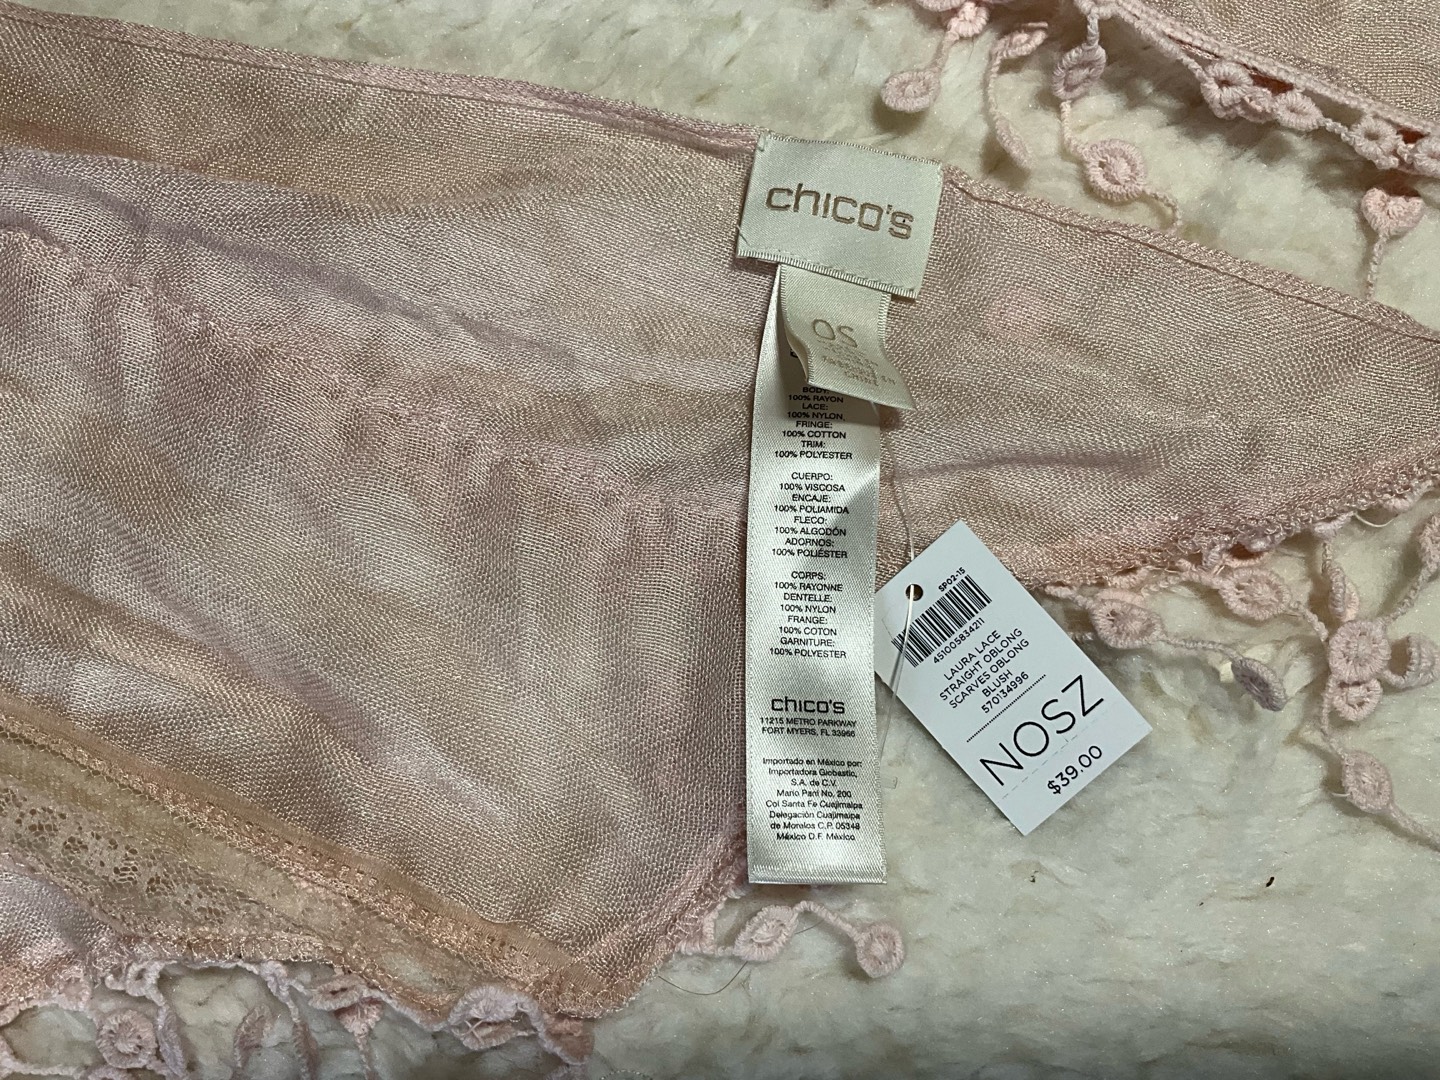 chico's
OS
BODY:
100% RAYON
LACE:
100% NYLON
FRINGE:
100% COTTON
TRIM:
100% POLYESTER
CUERPO:
100% VISCOSA
ENCAJE:
100% POLIAMIDA
FLECO:
100% ALGODÓN
ADORNOS:
100% POLIÉSTER
CORPS:
100% RAYONNE
DENTELLE:
100% NYLON
FRANGE:
100% COTON
GARNITURE:
100% POLYESTER
chico's
11215 METRO PARKWAY
FORT MYERS, FL 33966
Importado en México por:
Importadora Globastic,
S.A. de C.V.
Mario Pani No. 200
Col Santa Fe Cuajimalpa
Delegación Cuajimalpa
de Morelos C.P. 05348
México D.F. México
SP02-15
451005834211
LAURA LACE
STRAIGHT OBLONG
SCARVES OBLONG
BLUSH
570134996
NOSZ
$39.00